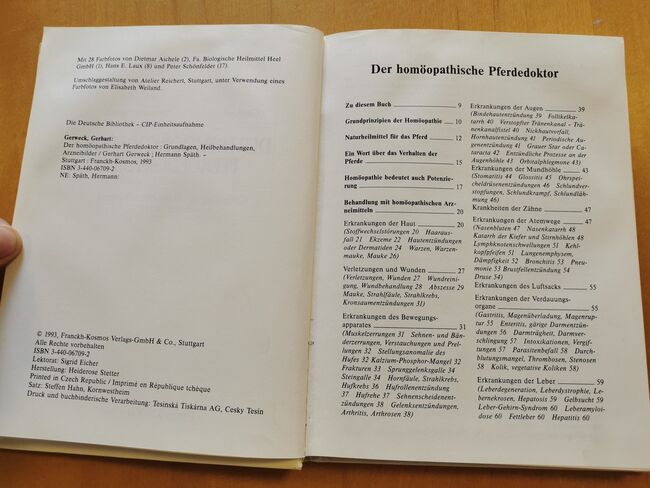 Mit 28 Farbfotos von Dietmar Aichele (2), Fa. Biologische Heilmittel Heel
GmbH (1), Hans E. Laux (8) und Peter Schönfelder (17).
Umschlaggestaltung von Atelier Reichert, Stuttgart, unter Verwendung eines
Farbfotos von Elisabeth Weiland.
Die Deutsche Bibliothek – CIP-Einheitsaufnahme
Gerweck, Gerhart:
Der homöopathische Pferdedoktor : Grundlagen, Heilbehandlungen,
Arzneibilder / Gerhart Gerweck ; Hermann Späth. –
Stuttgart : Franckh-Kosmos, 1993
ISBN 3-440-06709-2
NE: Späth, Hermann:
© 1993, Franckh-Kosmos Verlags-GmbH & Co., Stuttgart
Alle Rechte vorbehalten
ISBN 3-440-06709-2
Lektorat: Sigrid Eicher
Herstellung: Heiderose Stetter
Printed in Czech Republic / Imprimé en République tchèque
Satz: Steffen Hahn, Kornwestheim
Druck und buchbinderische Verarbeitung: Tesinská Tiskárna AG, Cesky Tesin
Der homöopathische Pferdedoktor
Zu diesem Buch 9
Grundprinzipien der Homöopathie 10
Naturheilmittel für das Pferd 12
Ein Wort über das Verhalten der
Pferde 15
Homöopathie bedeutet auch Potenzie-
rung 17
Behandlung mit homöopathischen Arz-
neimitteln 20
Erkrankungen der Haut 20
(Stoffwechselstörungen 20 Haaraus-
fall 21 Ekzeme 22 Hautentzündungen
oder Dermatiden 24 Warzen, Warzen-
mauke, Mauke 26)
Verletzungen und Wunden 27
(Verletzungen, Wunden 27 Wundrei-
nigung, Wundbehandlung 28 Abszesse 29
Mauke, Strahlfäule, Strahlkrebs,
Kronsaumentzündungen 31)
Erkrankungen des Bewegungs-
apparates 31
(Muskelzerrungen 31 Sehnen- und Bän-
derzerrungen, Verstauchungen und Prel-
lungen 32 Stellungsanomalie des
Hufes 32 Kalzium-Phosphor-Mangel 32
Frakturen 33 Sprunggelenksgalle 34
Steingalle 34 Hornfäule, Strahlkrebs,
Hufkrebs 36 Hufrollenentzündung
37 Hufrehe 37 Sehnenscheidenent-
zündungen 38 Gelenksentzündungen,
Arthritis, Arthrosen 38)
Erkrankungen der Augen 39
(Bindehautentzündung 39 Follikelka-
tarrh 40 Verstopfter Tränenkanal – Trä-
nenkanalfistel 40 Nickhautvorfall,
Hornhautentzündung 41 Periodische Au-
genentzündung 41 Grauer Star oder Ca-
taracta 42 Entzündliche Prozesse an der
Augenhöhle 43 Orbitalphlegmone 43)
Erkrankungen der Mundhöhle 43
(Stomatitis 44 Glossitis 45 Ohrspei-
cheldrüsenentzündungen 46 Schlundver-
stopfungen, Schlundkrampf, Schlundläh-
mung 46)
Krankheiten der Zähne 47
Erkrankungen der Atemwege 47
(Nasenbluten 47 Nasenkatarrh 48
Katarrh der Kiefer und Stirnhöhlen 48
Lymphknotenschwellungen 51 Kehl-
kopfpfeifen 51 Lungenemphysem,
Dämpfigkeit 52 Bronchitis 53 Pneu-
monie 53 Brustfellentzündung 54
Druse 54)
Erkrankungen des Luftsacks 55
Erkrankungen der Verdauungs-
organe 55
(Gastritis, Magenüberladung, Magenrup-
tur 55 Enteritis, gärige Darmentzün-
dungen 56 Darmträgheit, Darmver-
schlingung 57 Intoxikationen, Vergif-
tungen 57 Parasitenbefall 58 Durch-
blutungsmangel, Thrombosen, Stenosen
58 Kolik, vegetative Koliken 58)
Erkrankungen der Leber 59
(Leberdegeneration, Leberdystrophie, Le-
bernekrosen, Hepatosis 59 Gelbsucht 59
Leber-Gehirn-Syndrom 60 Leberamyloi-
dose 60 Fettleber 60 Hepatitis 60